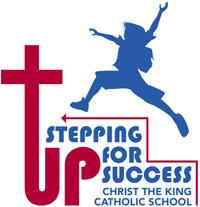 STEPPING
UP FOR
SUCCESS
CHRIST THE KING
CATHOLIC SCHOOL